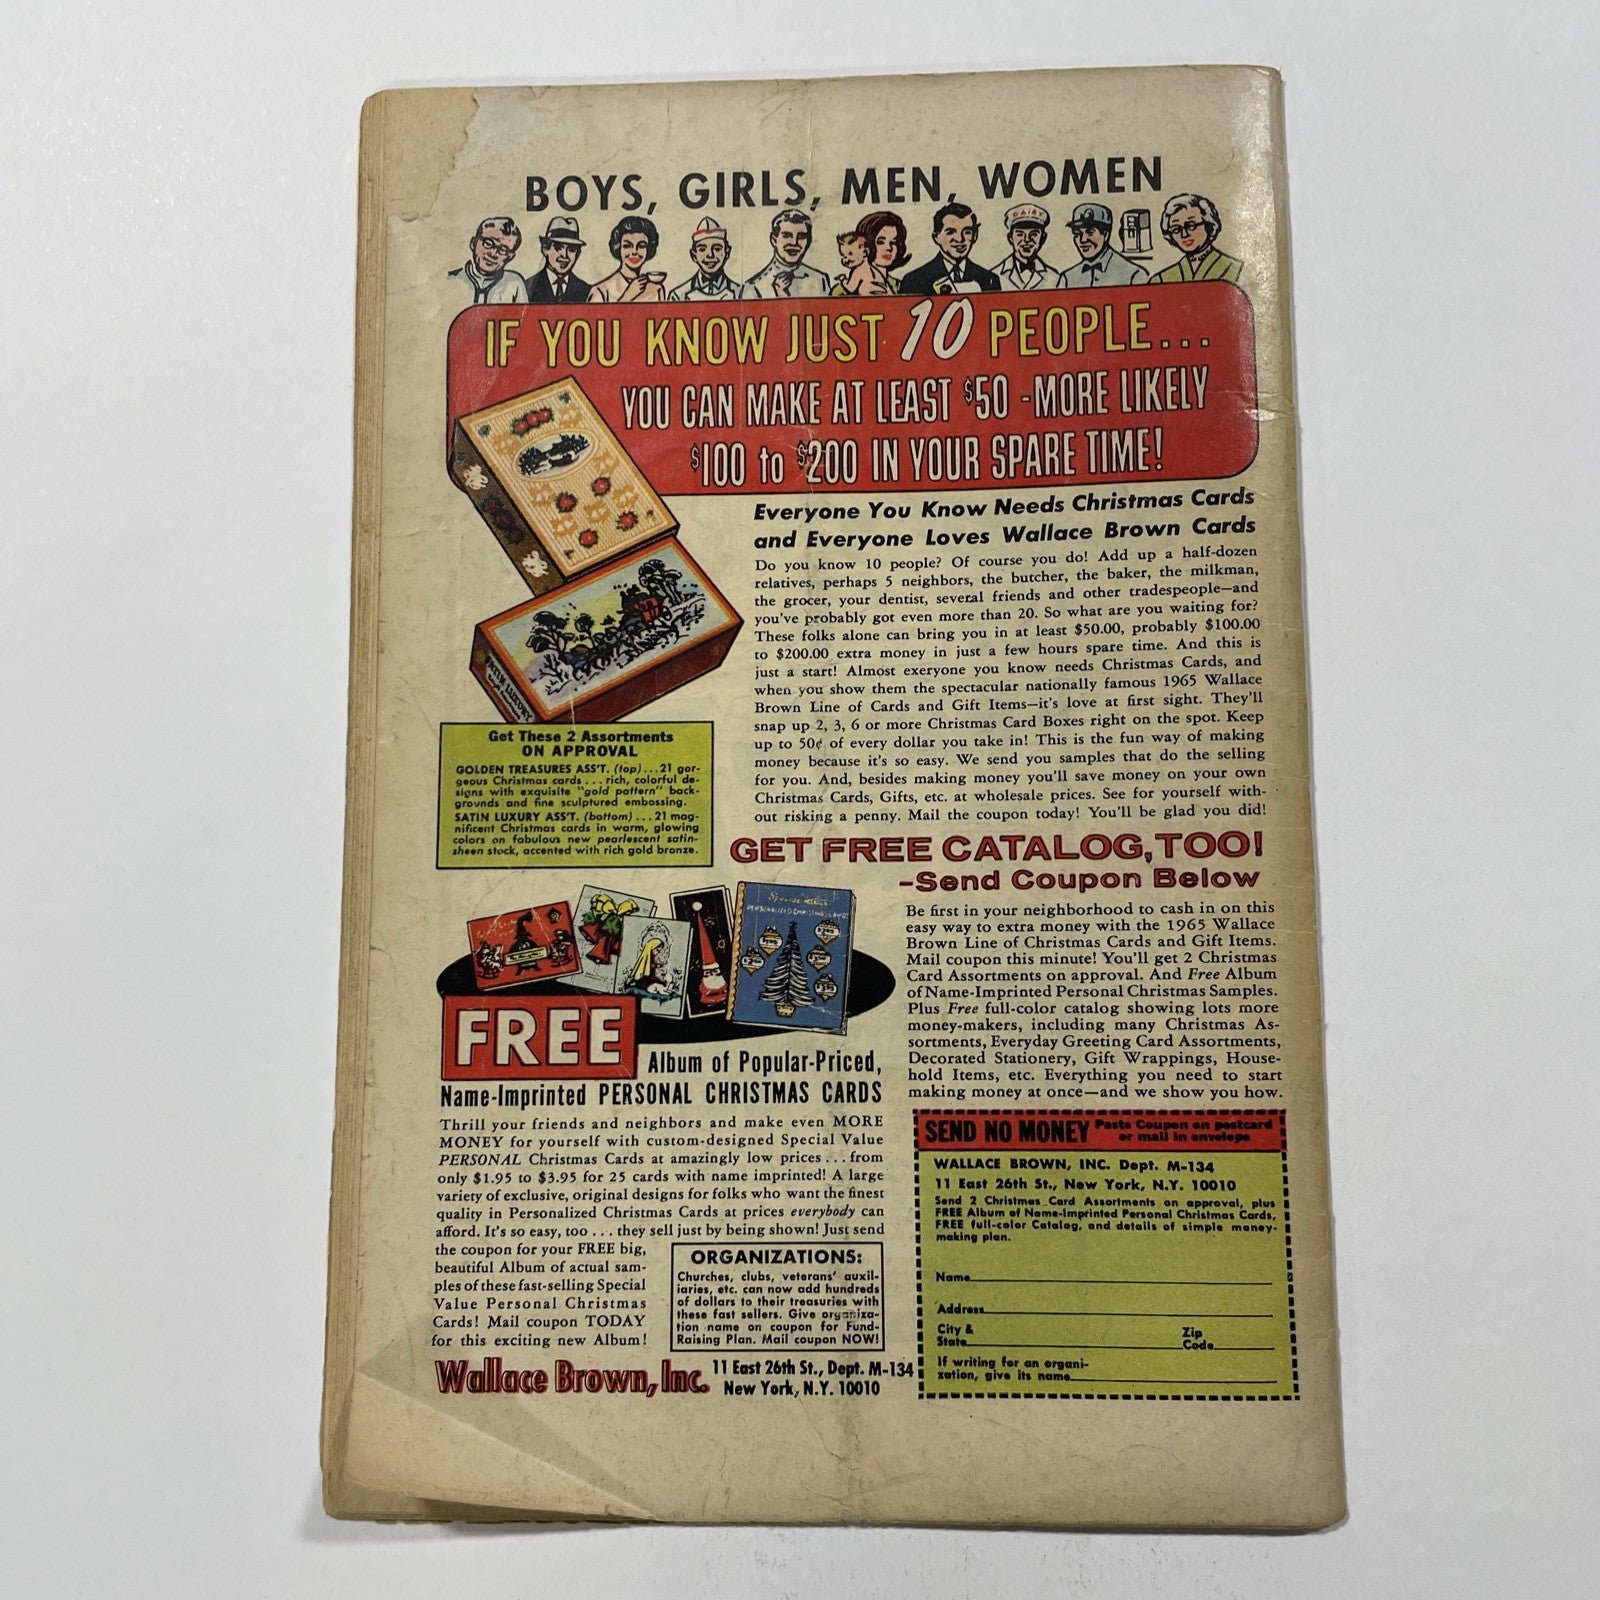 BOYS, GIRLS, MEN, WOMEN
DAIRY
IF YOU KNOW JUST 10 PEOPLE...
YOU CAN MAKE AT LEAST $50 - MORE LIKELY
$100 to $200 IN YOUR SPARE TIME!
SATIN LUXURY
Everyone You Know Needs Christmas Cards
and Everyone Loves Wallace Brown Cards
Do you know 10 people? Of course you do! Add up a half-dozen
relatives, perhaps 5 neighbors, the butcher, the baker, the milkman,
the grocer, your dentist, several friends and other tradespeople—and
you've probably got even more than 20. So what are you waiting for?
These folks alone can bring you in at least $50.00, probably $100.00
to $200.00 extra money in just a few hours spare time. And this is
just a start! Almost exeryone you know needs Christmas Cards, and
when you show them the spectacular nationally famous 1965 Wallace
Brown Line of Cards and Gift Items—it's love at first sight. They'll
snap up 2, 3, 6 or more Christmas Card Boxes right on the spot. Keep
up to 50¢ of every dollar you take in! This is the fun way of making
money because it's so easy. We send you samples that do the selling
for you. And, besides making money you'll save money on your own
Christmas Cards, Gifts, etc. at wholesale prices. See for yourself with-
out risking a penny. Mail the coupon today! You'll be glad you did!
Get These 2 Assortments
ON APPROVAL
GOLDEN TREASURES ASS'T. (top)...21 gor-
geous Christmas cards...rich, colorful de-
signs with exquisite "gold pattern" back-
grounds and fine sculptured embossing.
SATIN LUXURY ASS'T. (bottom)...21 mag-
nificent Christmas cards in warm, glowing
colors on fabulous new pearlescent satin-
sheen stock, accented with rich gold bronze.
GET FREE CATALOG, TOO!
-Send Coupon Below
Be first in your neighborhood to cash in on this
easy way to extra money with the 1965 Wallace
Brown Line of Christmas Cards and Gift Items.
Mail coupon this minute! You'll get 2 Christmas
Card Assortments on approval. And Free Album
of Name-Imprinted Personal Christmas Samples.
Plus Free full-color catalog showing lots more
money-makers, including many Christmas As-
sortments, Everyday Greeting Card Assortments,
Decorated Stationery, Gift Wrappings, House-
hold Items, etc. Everything you need to start
making money at once—and we show you how.
PERSONALIZED CHRISTMAS CARDS
FREE
Album of Popular-Priced,
Name-Imprinted PERSONAL CHRISTMAS CARDS
Thrill your friends and neighbors and make even MORE
MONEY for yourself with custom-designed Special Value
PERSONAL Christmas Cards at amazingly low prices...from
only $1.95 to $3.95 for 25 cards with name imprinted! A large
variety of exclusive, original designs for folks who want the finest
quality in Personalized Christmas Cards at prices everybody can
afford. It's so easy, too . . . they sell just by being shown! Just send
the coupon for your FREE big,
beautiful Album of actual sam-
ples of these fast-selling Special
Value Personal Christmas
Cards! Mail coupon TODAY
for this exciting new Album!
ORGANIZATIONS:
Churches, clubs, veterans' auxil-
iaries, etc. can now add hundreds
of dollars to their treasuries with
these fast sellers. Give organiza-
tion name on coupon for Fund-
Raising Plan. Mail coupon NOW!
Wallace Brown, Inc. 11 East 26th St., Dept. M-134
New York, N.Y. 10010
SEND NO MONEY Paste Coupon on postcard
or mail in envelope
WALLACE BROWN, INC. Dept. M-134
11 East 26th St., New York, N.Y. 10010
Send 2 Christmas Card Assortments on approval, plus
FREE Album of Name-Imprinted Personal Christmas Cards,
FREE full-color Catalog, and details of simple money-
making plan.
Name
Address
City & State Zip Code
If writing for an organi-
zation, give its name